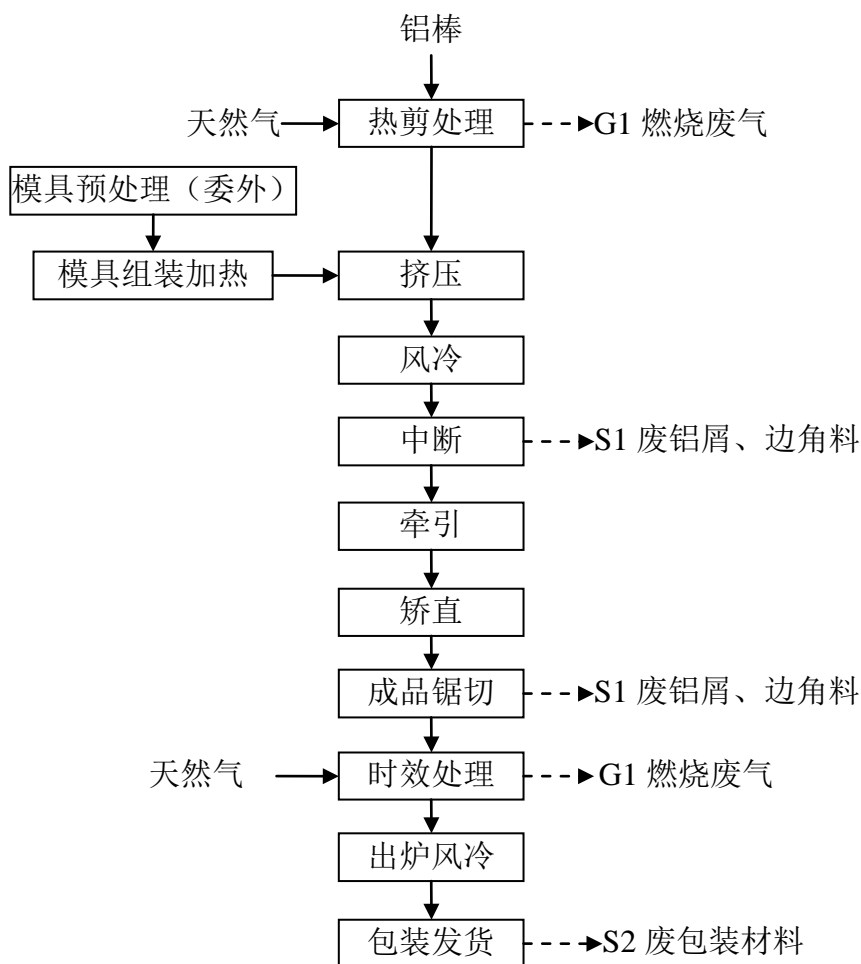 铝棒
天然气 热剪处理 G1 燃烧废气
模具预处理（委外）
模具组装加热 挤压
风冷
中断 S1 废铝屑、边角料
牵引
矫直
成品锯切 S1 废铝屑、边角料
天然气 时效处理 G1 燃烧废气
出炉风冷
包装发货 S2 废包装材料